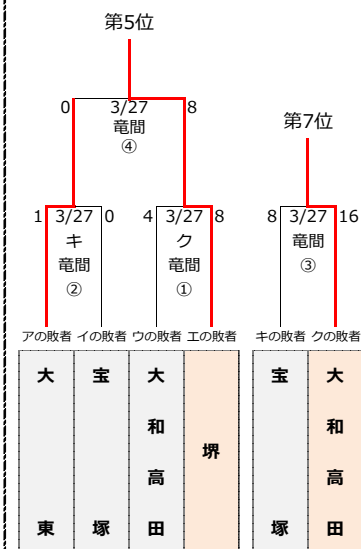 第5位
0 3/27 8
竜間
④
第7位
1 3/27 0
キ
竜間
②
4 3/27 8
ク
竜間
①
8 3/27 16
竜間
③
アの敗者 イの敗者 ウの敗者 エの敗者 キの敗者 クの敗者
大東
宝塚
大和高田
堺
宝塚
大和高田